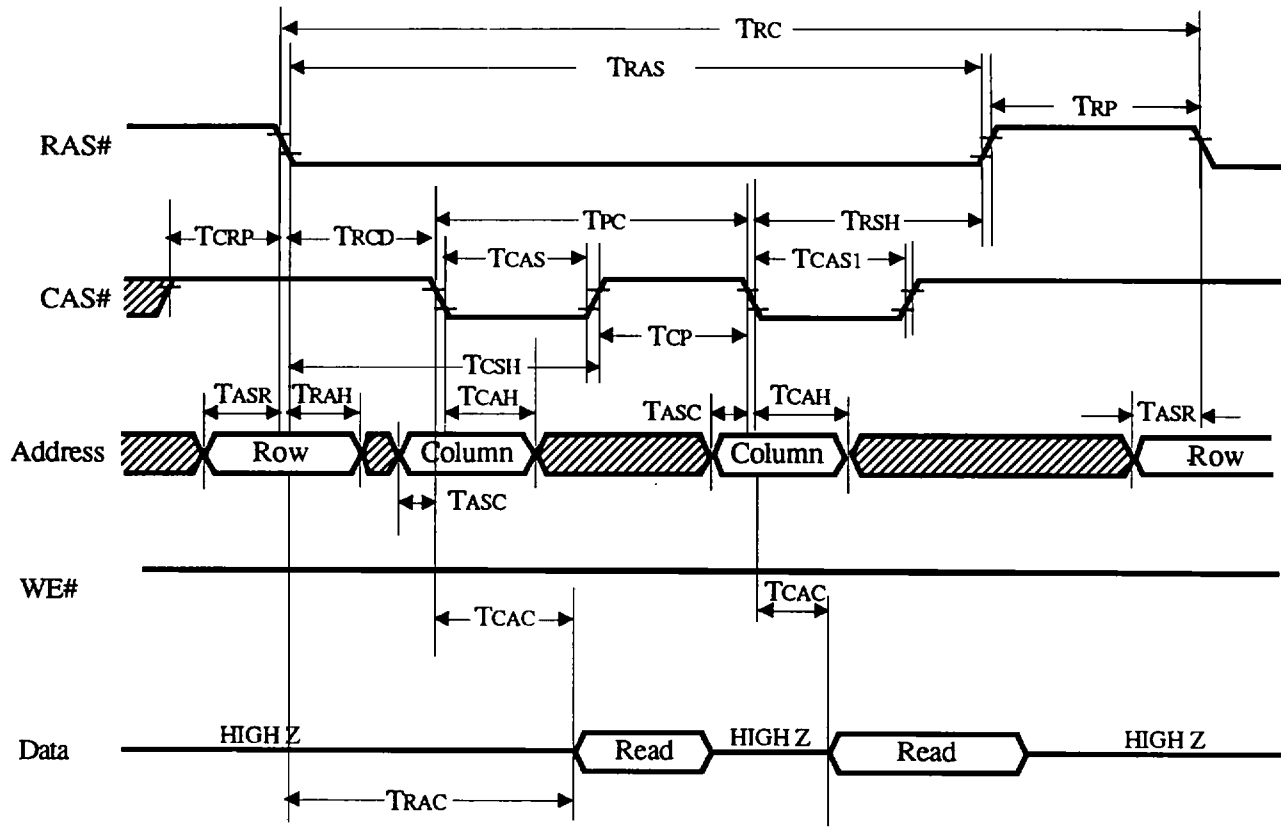 TRC
TRAS
TRP
RAS#
TCRP
TRCD
TPC
TRSH
TCAS
TCAS1
CAS#
TCP
TCSH
TASR
TRAH
TCAH
TASC
TCAH
TASR
Address
Row
Column
Column
Row
TASC
WE#
TCAC
TCAC
Data
HIGH Z
Read
HIGH Z
Read
HIGH Z
TRAC